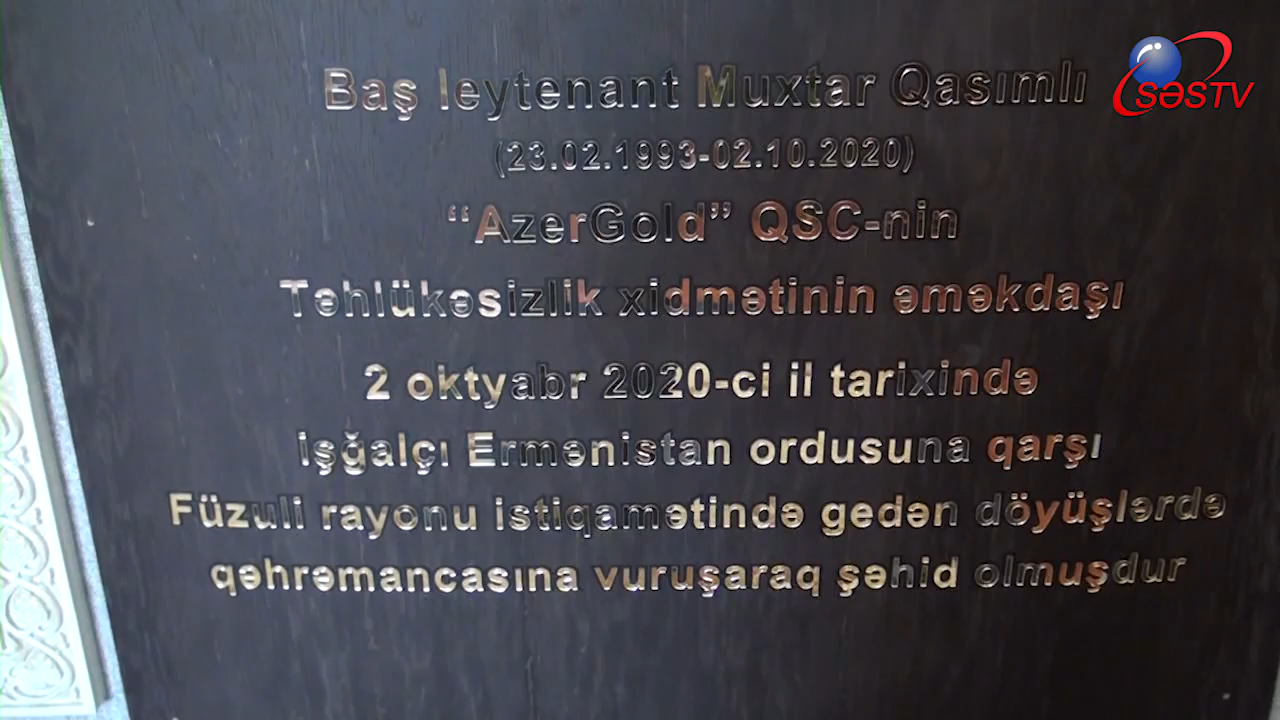 Baş leytenant Muxtar Qasımlı
(23.02.1993-02.10.2020)
“AzerGold” QSC-nin
Təhlükəsizlik xidmətinin əməkdaşı
2 oktyabr 2020-ci il tarixində
işğalçı Ermənistan ordusuna qarşı
Füzuli rayonu istiqamətində gedən döyüşlərdə
qəhrəmancasına vuruşaraq şəhid olmuşdur
SƏSTV